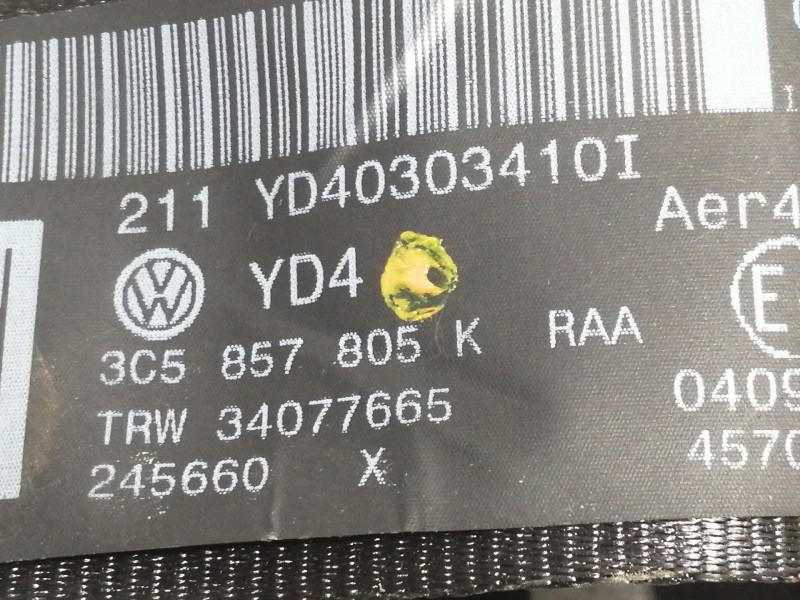 211 YD40303410I
Aer4
YD4
E
3C5 857 805 K RAA
TRW 34077665
0409
245660 X
4570